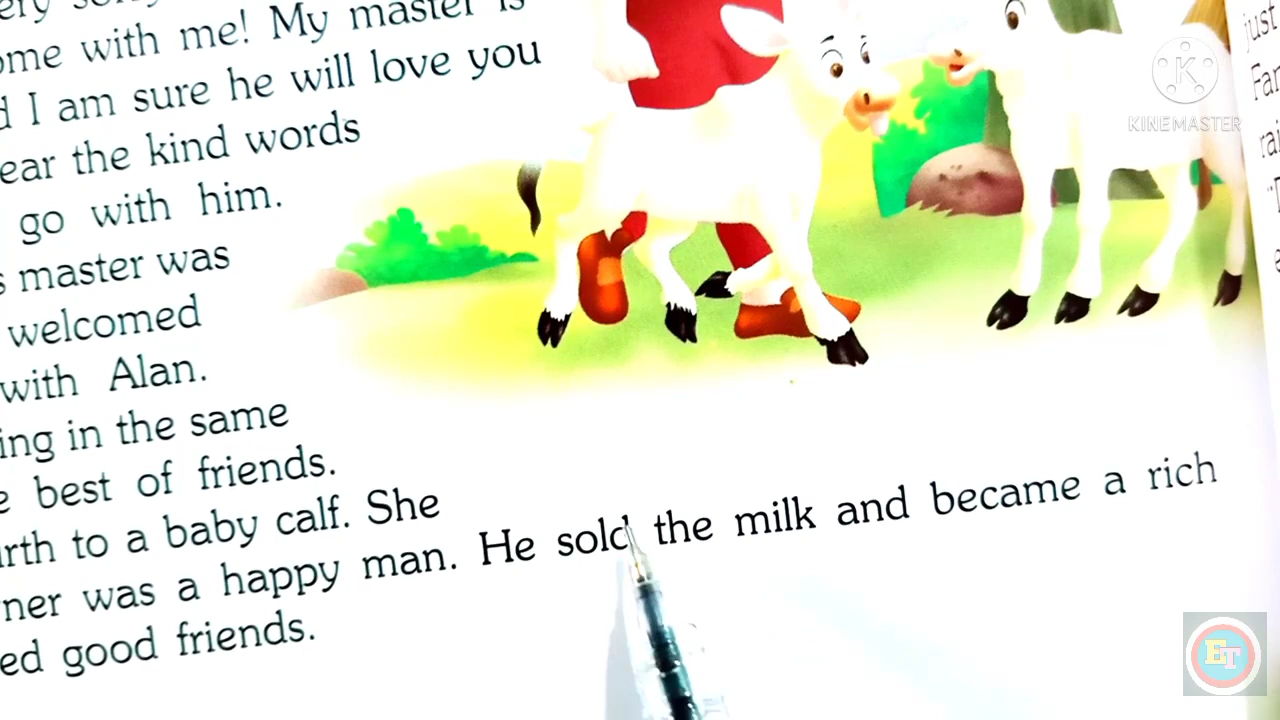 ome with me! My master is
d I am sure he will love you
ear the kind words
go with him.
s master was
welcomed
with Alan.
ing in the same
e best of friends.
rth to a baby calf. She
ner was a happy man. He sold the milk and became a rich
ed good friends.
just
KINEMASTER
ET